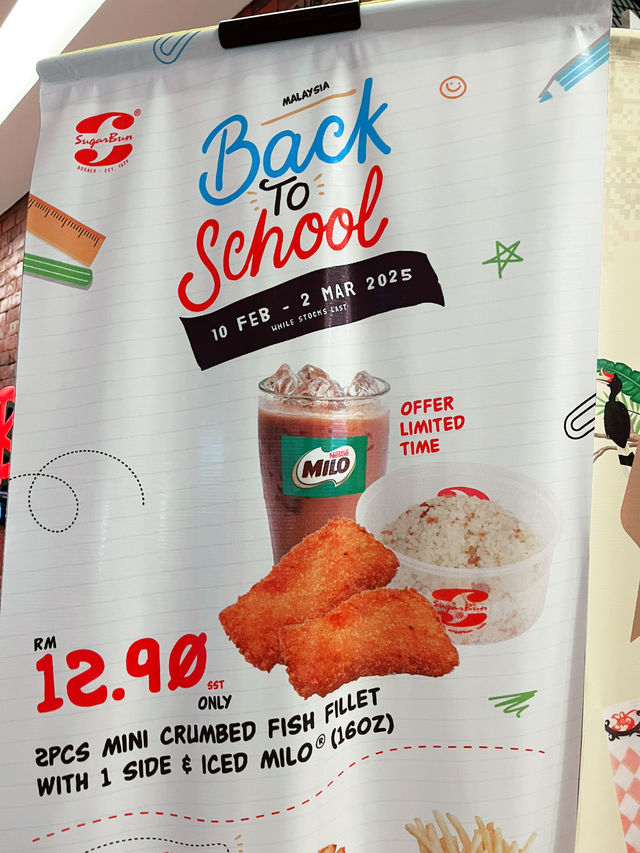 MALAYSIA
Back
To
School
SugarBun®
BORNEO · EST. 1979
10 FEB - 2 MAR 2025
WHILE STOCKS LAST
OFFER
LIMITED
TIME
Nestlé
MILO
SugarBun
RM
12.90
SST
ONLY
2PCS MINI CRUMBED FISH FILLET
WITH 1 SIDE & ICED MILO® (16OZ)